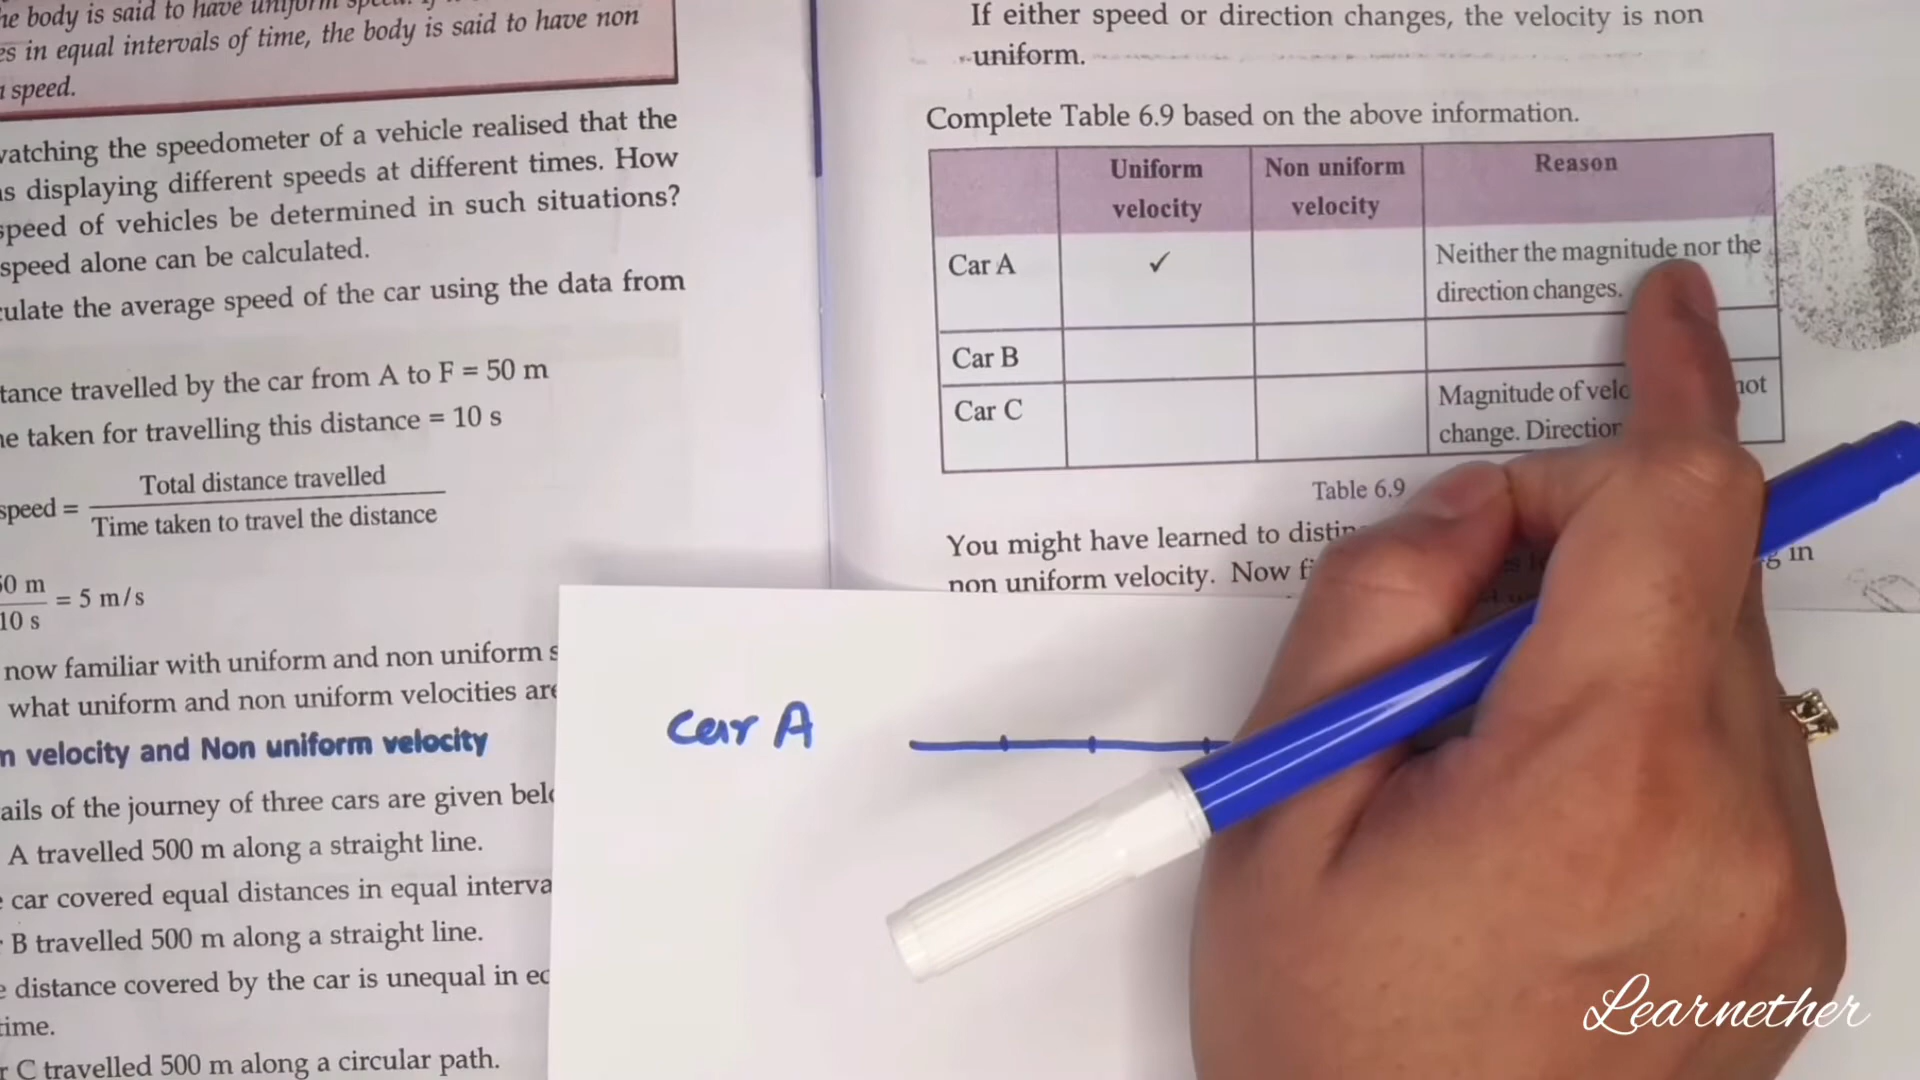 he body is said to have uniform speed.
es in equal intervals of time, the body is said to have non
speed.
watching the speedometer of a vehicle realised that the
as displaying different speeds at different times. How
speed of vehicles be determined in such situations?
speed alone can be calculated.
culate the average speed of the car using the data from
tance travelled by the car from A to F = 50 m
ne taken for travelling this distance = 10 s
speed = Total distance travelled
Time taken to travel the distance
50 m
10 s
= 5 m/s
now familiar with uniform and non uniform s
what uniform and non uniform velocities are
m velocity and Non uniform velocity
ails of the journey of three cars are given belo
A travelled 500 m along a straight line.
e car covered equal distances in equal interva
r B travelled 500 m along a straight line.
e distance covered by the car is unequal in eq
time.
r C travelled 500 m along a circular path.
If either speed or direction changes, the velocity is non
uniform.
Complete Table 6.9 based on the above information.
Uniform velocity
Non uniform velocity
Reason
Car A ✓ Neither the magnitude nor the
direction changes.
Car B
Car C Magnitude of velo not
change. Direction
Table 6.9
You might have learned to distin
non uniform velocity. Now fi
g in
Car A
Learnether